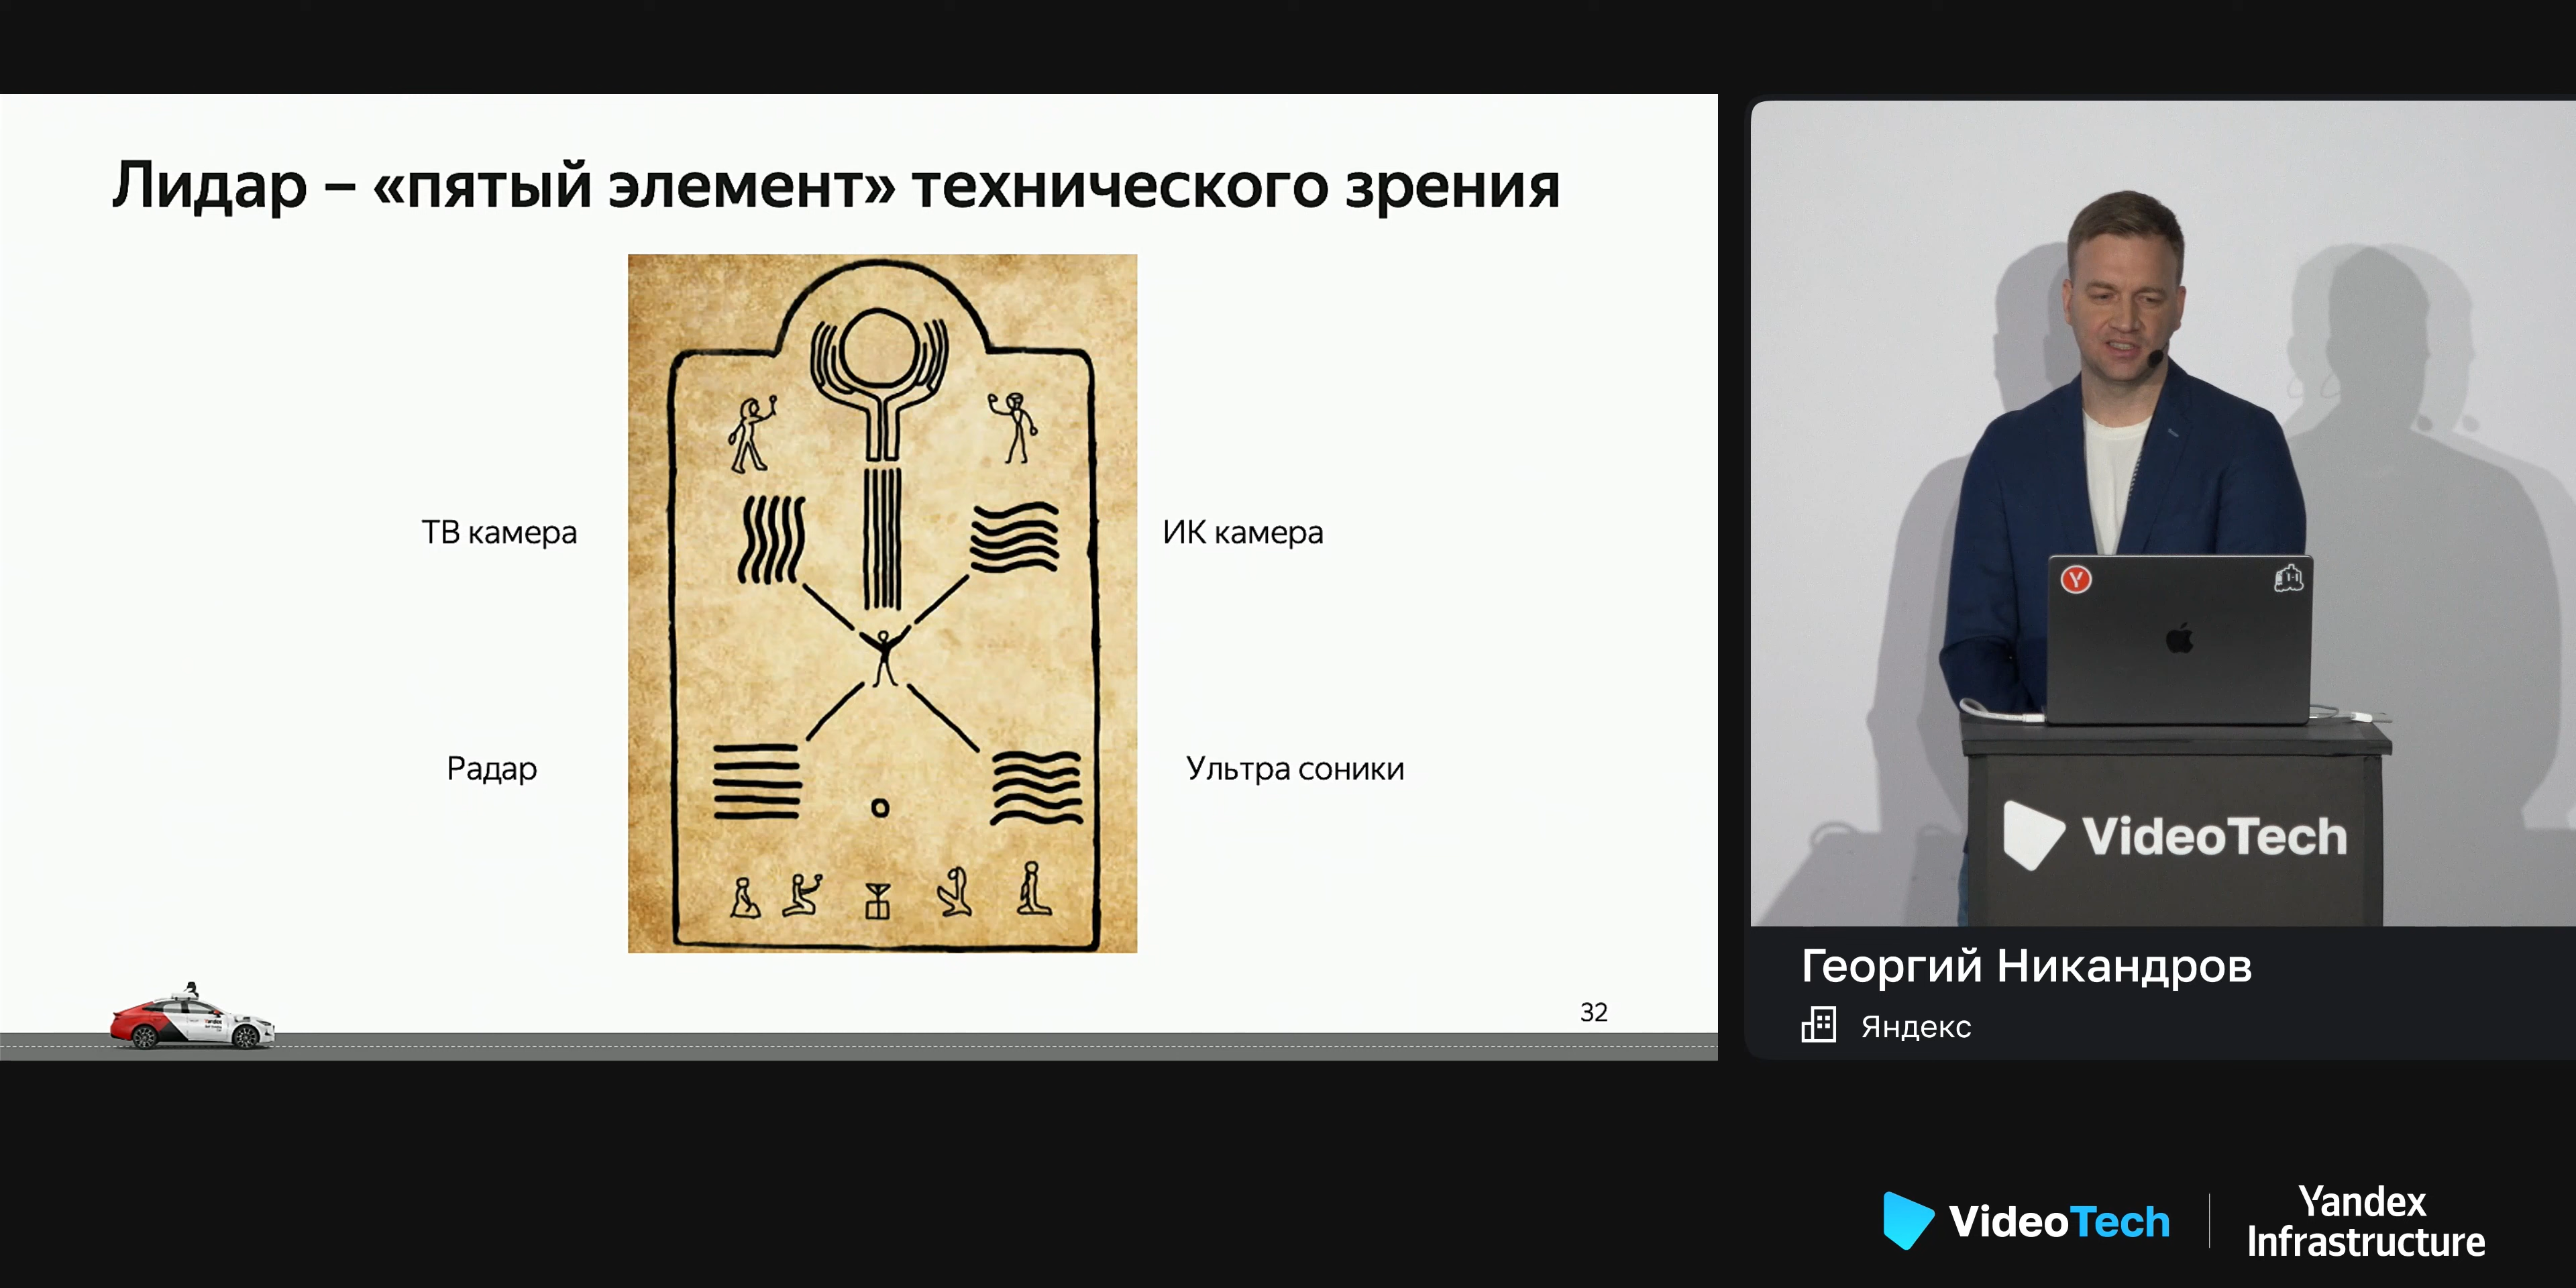 Лидар – «пятый элемент» технического зрения
ТВ камера
ИК камера
Радар
Ультра соники
32
VideoTech
Георгий Никандров
Яндекс
VideoTech
Yandex
Infrastructure